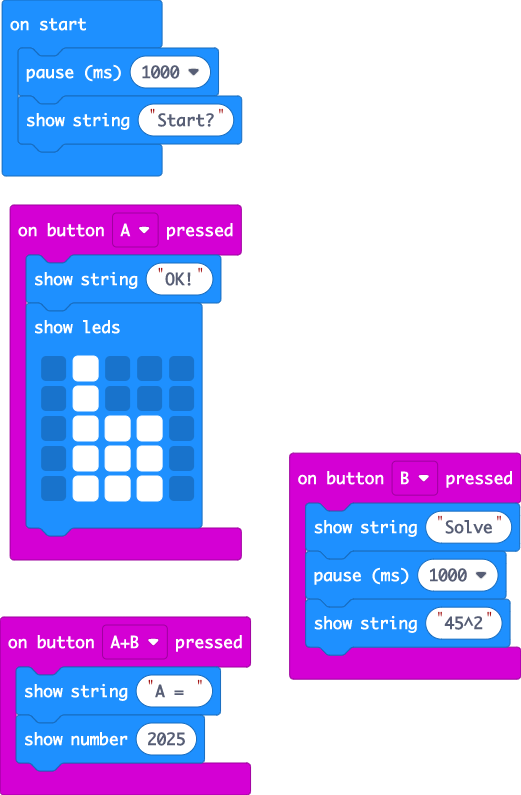 on start
pause (ms) 1000
show string "Start?"
on button A pressed
show string "OK!"
show leds
on button B pressed
show string "Solve"
pause (ms) 1000
show string "45^2"
on button A+B pressed
show string "A = "
show number 2025